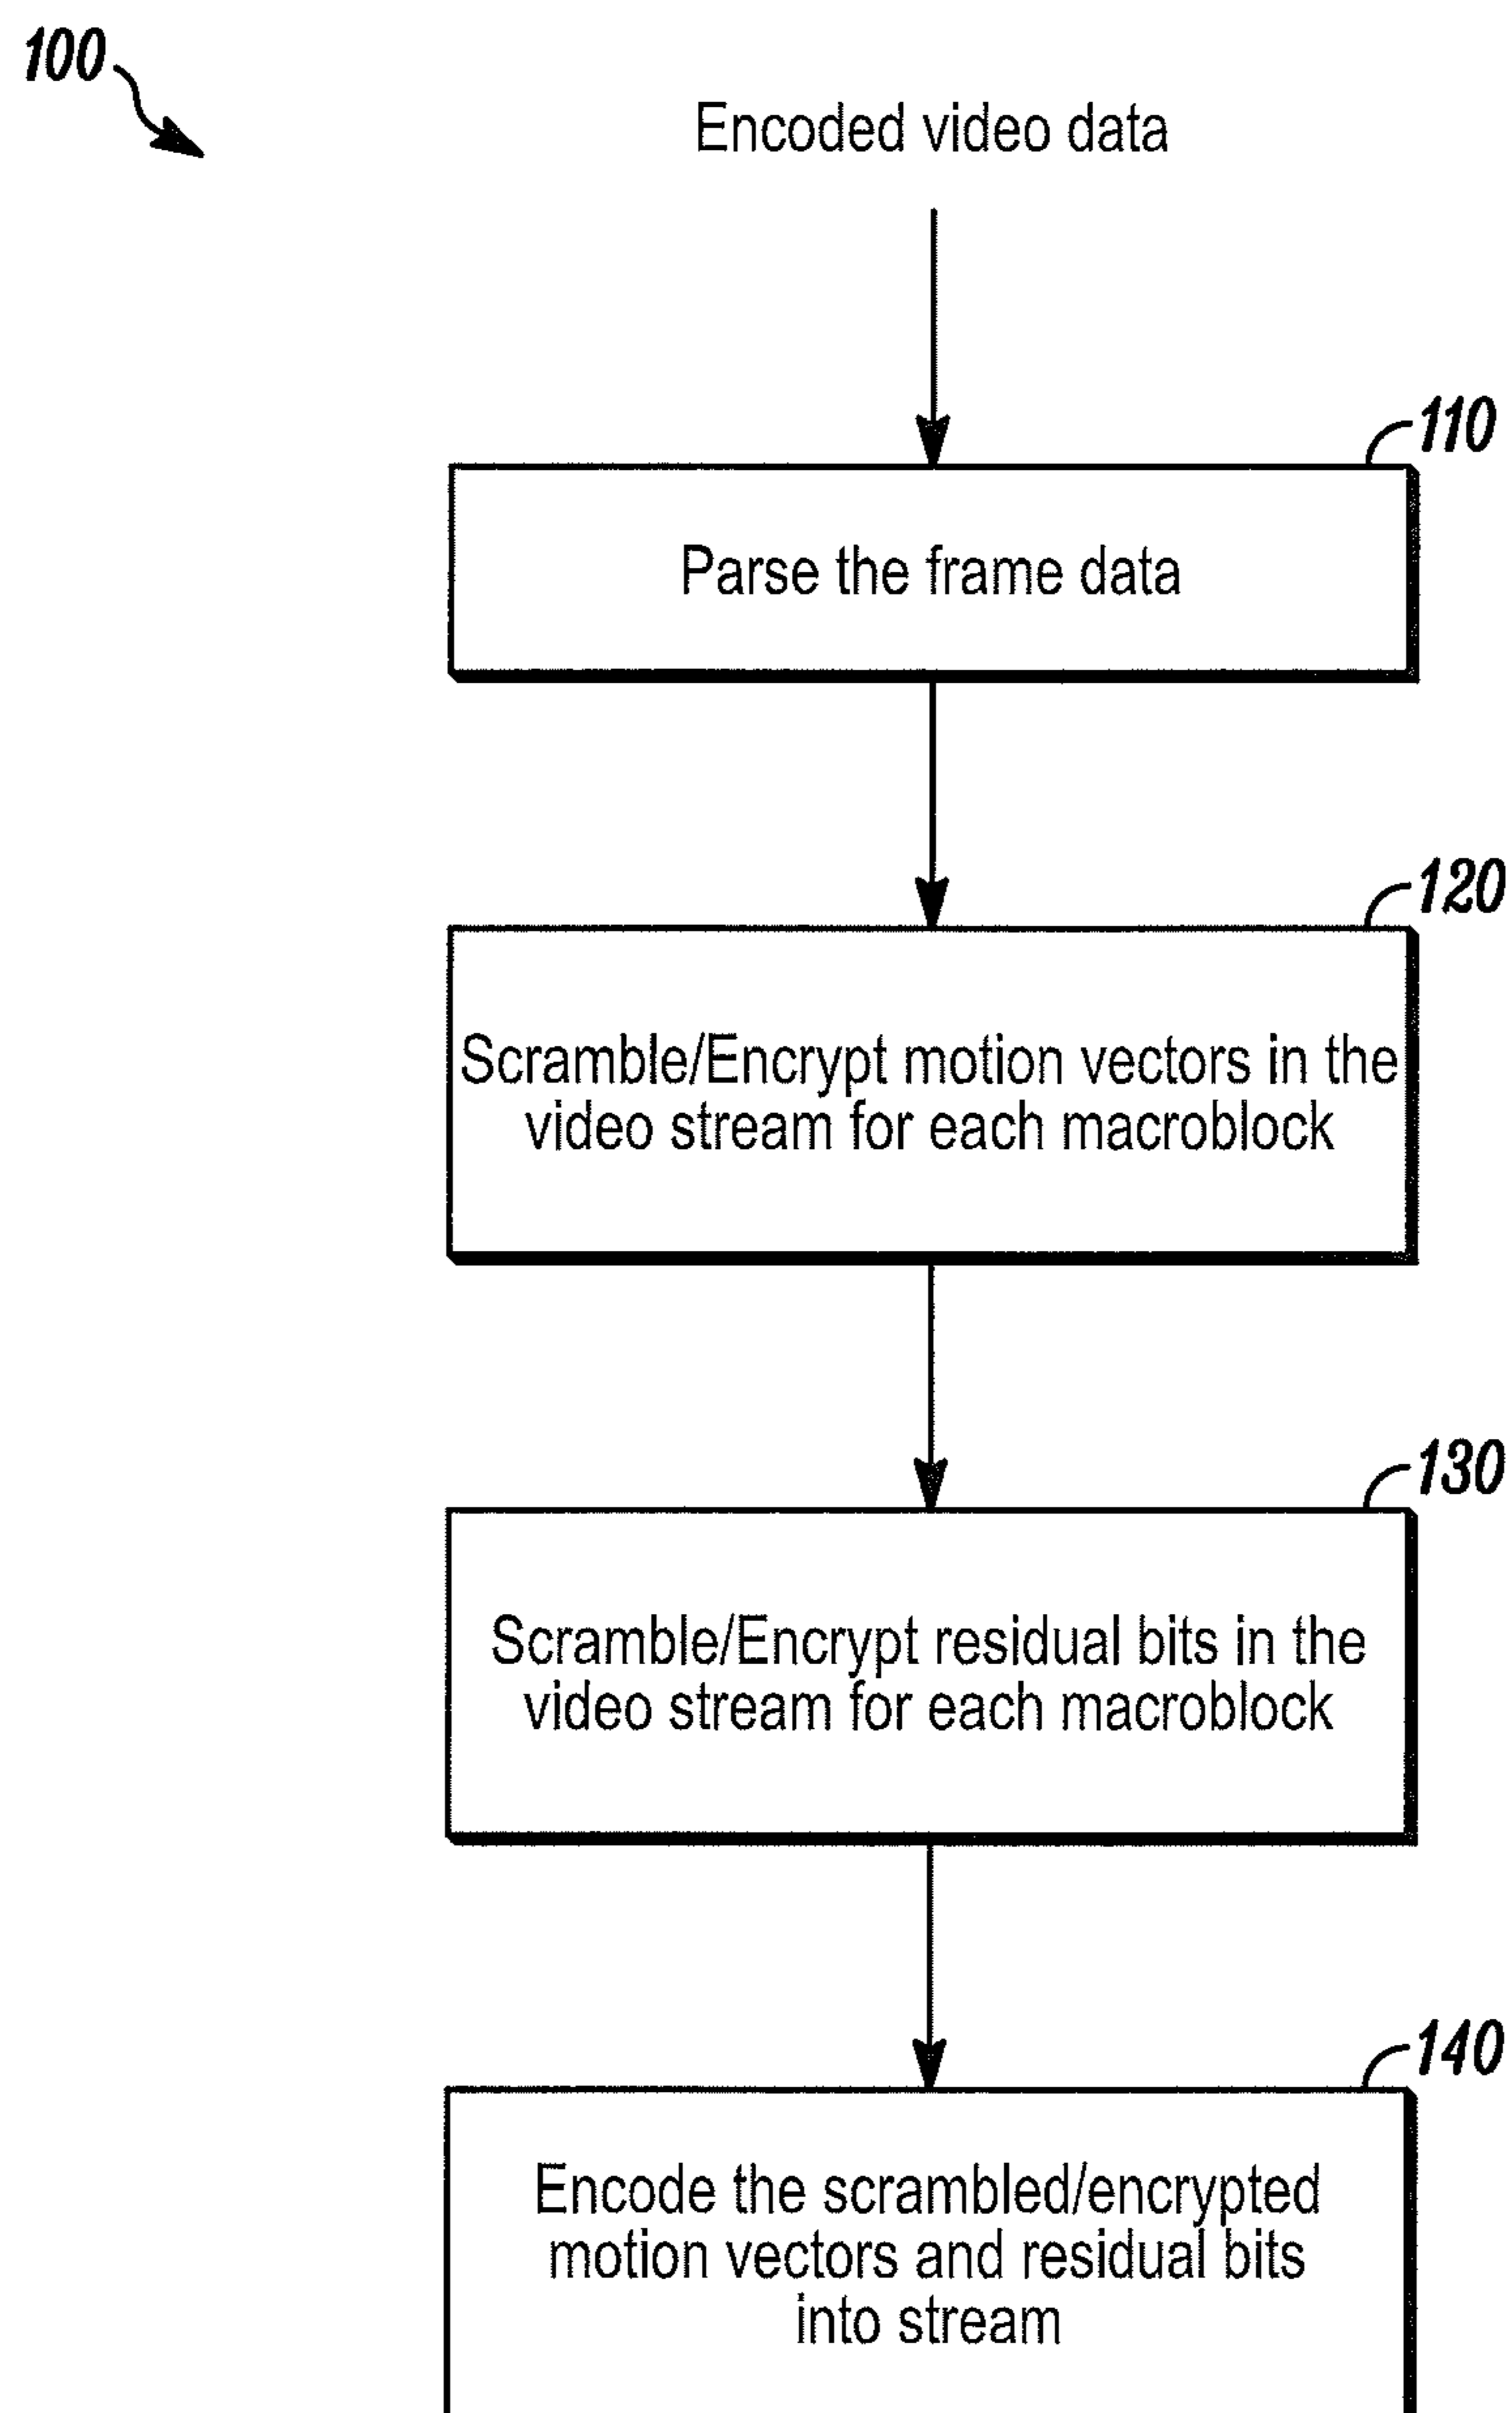 100
Encoded video data
110
Parse the frame data
120
Scramble/Encrypt motion vectors in the
video stream for each macroblock
130
Scramble/Encrypt residual bits in the
video stream for each macroblock
140
Encode the scrambled/encrypted
motion vectors and residual bits
into stream